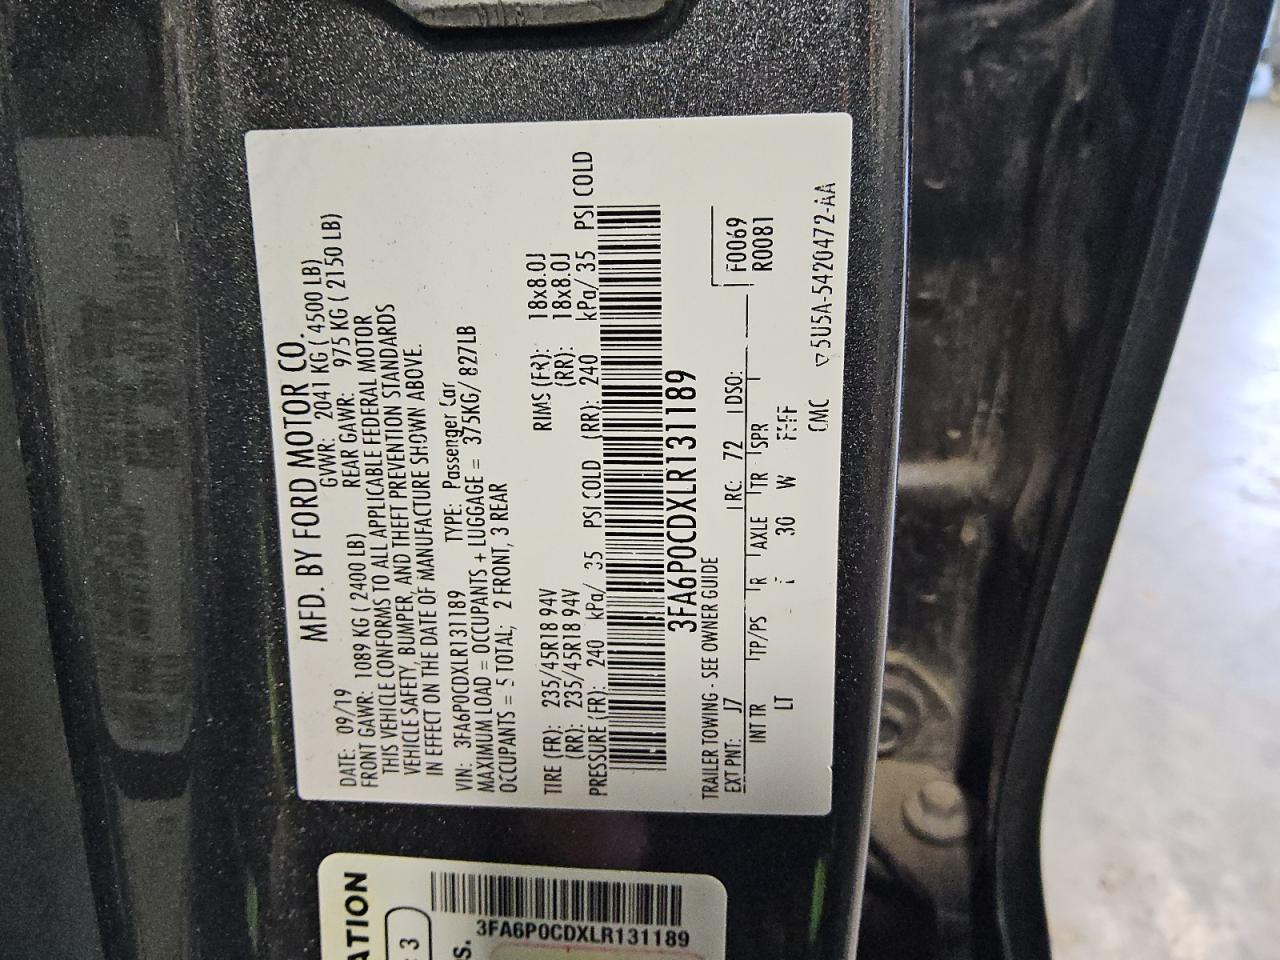 MFD. BY FORD MOTOR CO.
DATE: 09/19 GVWR: 2041 KG ( 4500 LB)
FRONT GAWR: 1089 KG ( 2400 LB) REAR GAWR: 975 KG ( 2150 LB)
THIS VEHICLE CONFORMS TO ALL APPLICABLE FEDERAL MOTOR
VEHICLE SAFETY, BUMPER, AND THEFT PREVENTION STANDARDS
IN EFFECT ON THE DATE OF MANUFACTURE SHOWN ABOVE.
VIN: 3FA6P0CDXLR131189 TYPE: Passenger Car
MAXIMUM LOAD = OCCUPANTS + LUGGAGE = 375KG/ 827LB
OCCUPANTS = 5 TOTAL; 2 FRONT, 3 REAR
TIRE (FR): 235/45R18 94V RIMS (FR): 18x8.0J
(RR): 235/45R18 94V (RR): 18x8.0J
PRESSURE (FR): 240 kPa/ 35 PSI COLD (RR): 240 kPa/ 35 PSI COLD
3FA6P0CDXLR131189
TRAILER TOWING - SEE OWNER GUIDE
EXT PNT: J7 RC: 72 DSO: F0069
INT TR TP/PS R AXLE TR SPR R0081
LT 30 W
CMC 5U5A-5420472-AA
ATION
3
S.
3FA6P0CDXLR131189